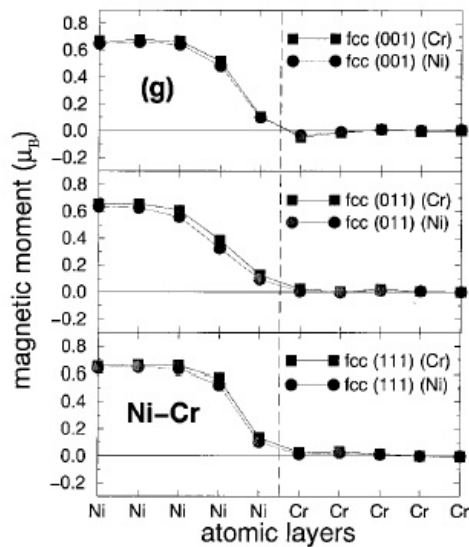 magnetic moment (μB)
0.8
0.6
0.4
0.2
0.0
−0.2
(g)
fcc (001) (Cr)
fcc (001) (Ni)
0.8
0.6
0.4
0.2
0.0
−0.2
fcc (011) (Cr)
fcc (011) (Ni)
0.8
0.6
0.4
0.2
0.0
−0.2
Ni−Cr
fcc (111) (Cr)
fcc (111) (Ni)
Ni Ni Ni Ni Ni Cr Cr Cr Cr Cr
atomic layers